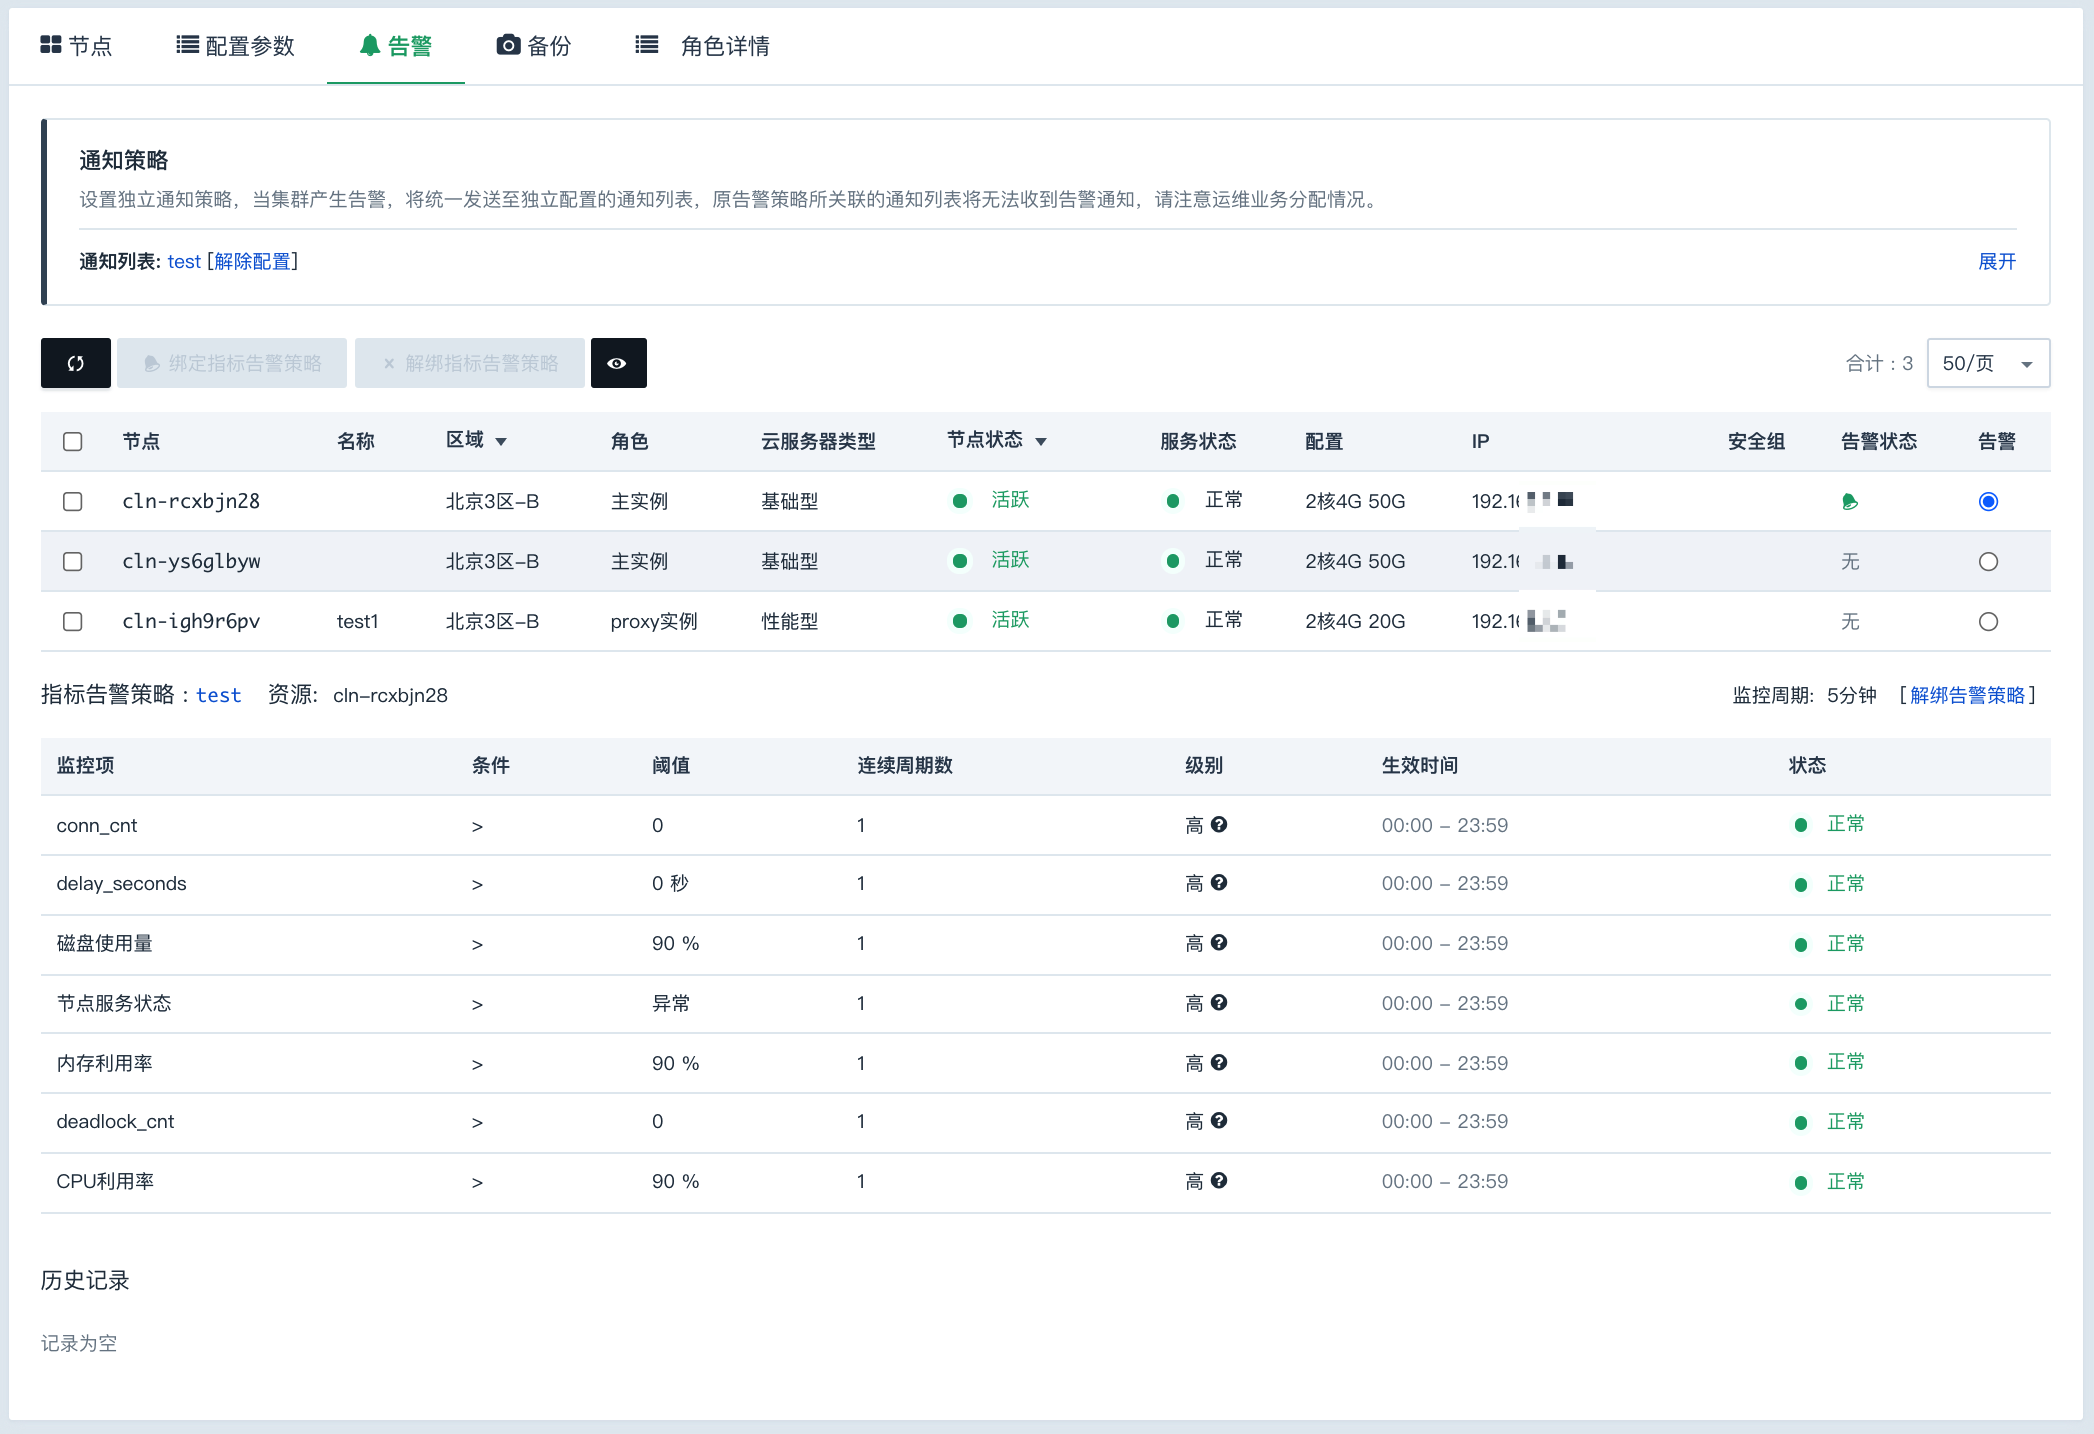 节点 配置参数 告警 备份 角色详情
通知策略
设置独立通知策略，当集群产生告警，将统一发送至独立配置的通知列表，原告警策略所关联的通知列表将无法收到告警通知，请注意运维业务分配情况。
通知列表: test [解除配置] 展开
绑定指标告警策略 × 解绑指标告警策略 合计：3 50/页
节点 名称 区域 角色 云服务器类型 节点状态 服务状态 配置 IP 安全组 告警状态 告警
cln-rcxbjn28 北京3区-B 主实例 基础型 活跃 正常 2核4G 50G 192.16
cln-ys6glbyw 北京3区-B 主实例 基础型 活跃 正常 2核4G 50G 192.16 无
cln-igh9r6pv test1 北京3区-B proxy实例 性能型 活跃 正常 2核4G 20G 192.16 无
指标告警策略：test 资源: cln-rcxbjn28 监控周期: 5分钟 [解绑告警策略]
监控项 条件 阈值 连续周期数 级别 生效时间 状态
conn_cnt > 0 1 高 00:00 - 23:59 正常
delay_seconds > 0 秒 1 高 00:00 - 23:59 正常
磁盘使用量 > 90 % 1 高 00:00 - 23:59 正常
节点服务状态 > 异常 1 高 00:00 - 23:59 正常
内存利用率 > 90 % 1 高 00:00 - 23:59 正常
deadlock_cnt > 0 1 高 00:00 - 23:59 正常
CPU利用率 > 90 % 1 高 00:00 - 23:59 正常
历史记录
记录为空